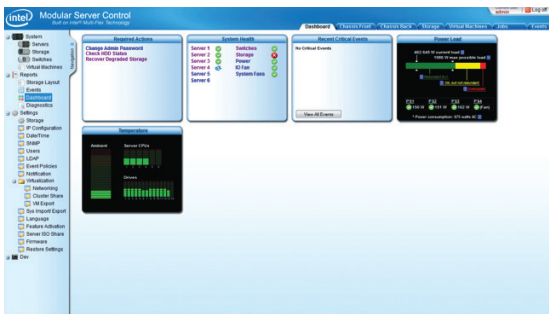 intel
Modular Server Control
Built on Intel® Multi-Flex Technology
admin
Log off
Dashboard
Chassis Front
Chassis Back
Storage
Virtual Machines
Jobs
Events
System
Servers
Storage
Switches
Virtual Machines
Reports
Storage Layout
Events
Dashboard
Diagnostics
Settings
Storage
IP Configuration
Date/Time
SNMP
Users
LDAP
Event Policies
Notification
Virtualization
Networking
Cluster Share
VM Export
Sys Import Export
Language
Feature Activation
Server ISO Share
Firmware
Restore Settings
Dev
Navigation
Required Actions
Change Admin Password
Check HDD Status
Recover Degraded Storage
System Health
Server 1 Switches
Server 2 Storage
Server 3 Power
Server 4 IO Fan
Server 5 System Fans
Server 6
Recent Critical Events
No Critical Events
View All Events
Power Load
PS1 PS2 PS3 PS4
(Fan)
Temperature
Ambient
Server CPUs
Drives